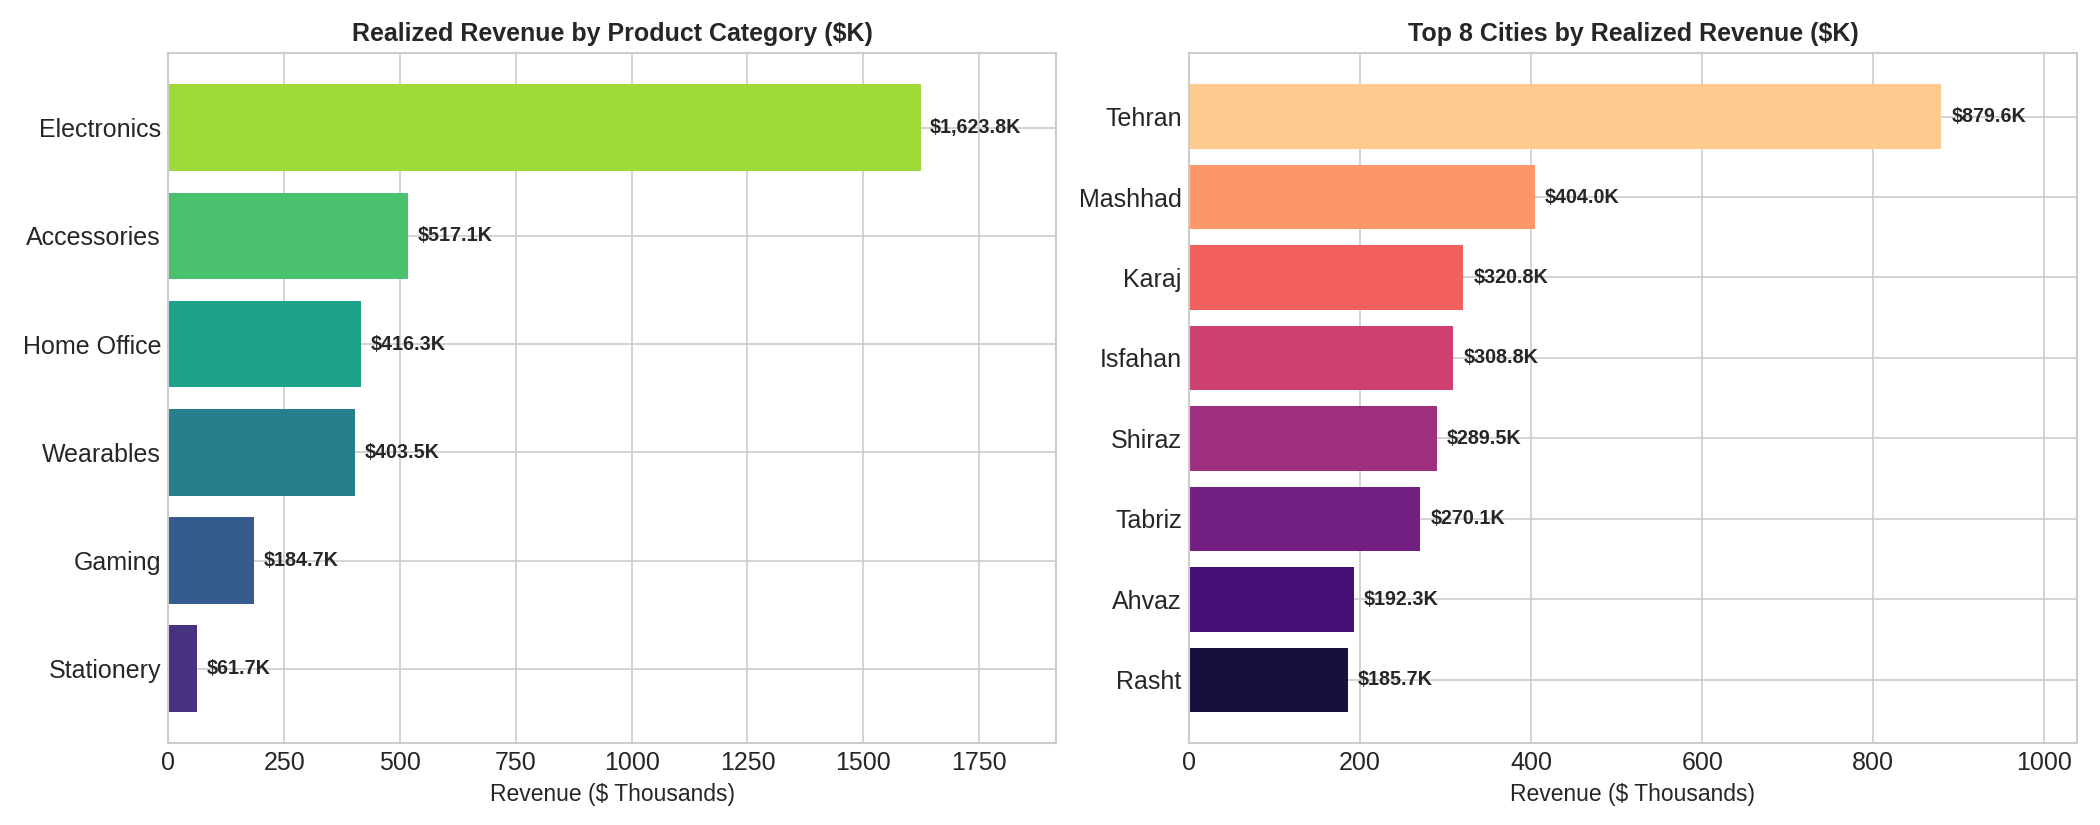 Realized Revenue by Product Category ($K)
Electronics
$1,623.8K
Accessories
$517.1K
Home Office
$416.3K
Wearables
$403.5K
Gaming
$184.7K
Stationery
$61.7K
0 250 500 750 1000 1250 1500 1750
Revenue ($ Thousands)
Top 8 Cities by Realized Revenue ($K)
Tehran
$879.6K
Mashhad
$404.0K
Karaj
$320.8K
Isfahan
$308.8K
Shiraz
$289.5K
Tabriz
$270.1K
Ahvaz
$192.3K
Rasht
$185.7K
0 200 400 600 800 1000
Revenue ($ Thousands)